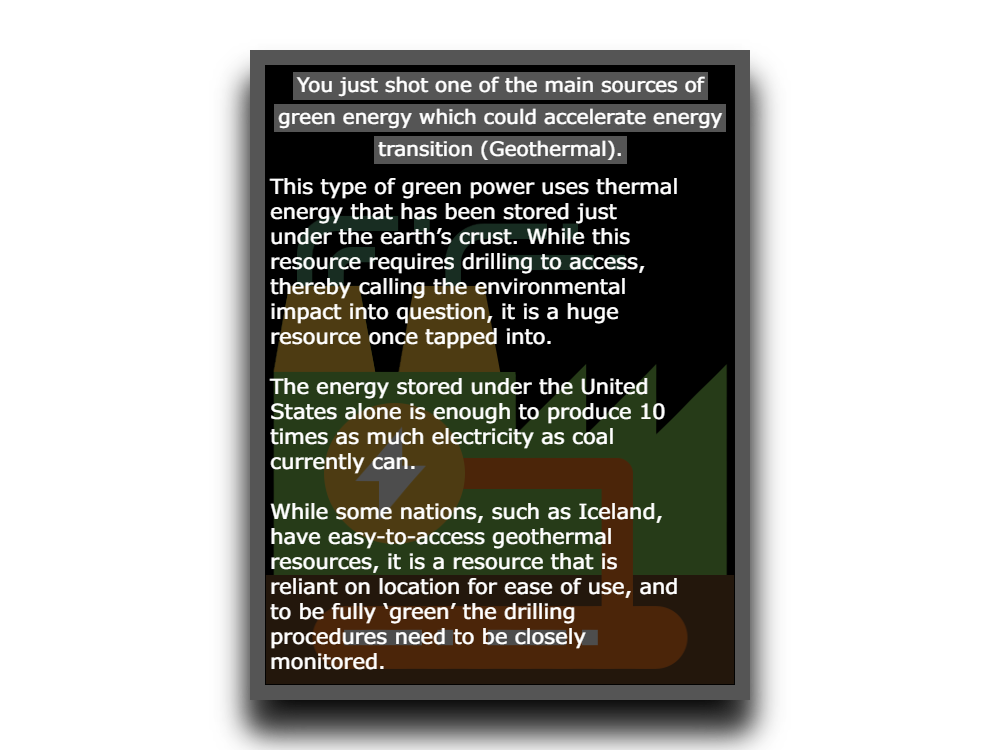 You just shot one of the main sources of
green energy which could accelerate energy
transition (Geothermal).
This type of green power uses thermal
energy that has been stored just
under the earth’s crust. While this
resource requires drilling to access,
thereby calling the environmental
impact into question, it is a huge
resource once tapped into.
The energy stored under the United
States alone is enough to produce 10
times as much electricity as coal
currently can.
While some nations, such as Iceland,
have easy-to-access geothermal
resources, it is a resource that is
reliant on location for ease of use, and
to be fully ‘green’ the drilling
procedures need to be closely
monitored.